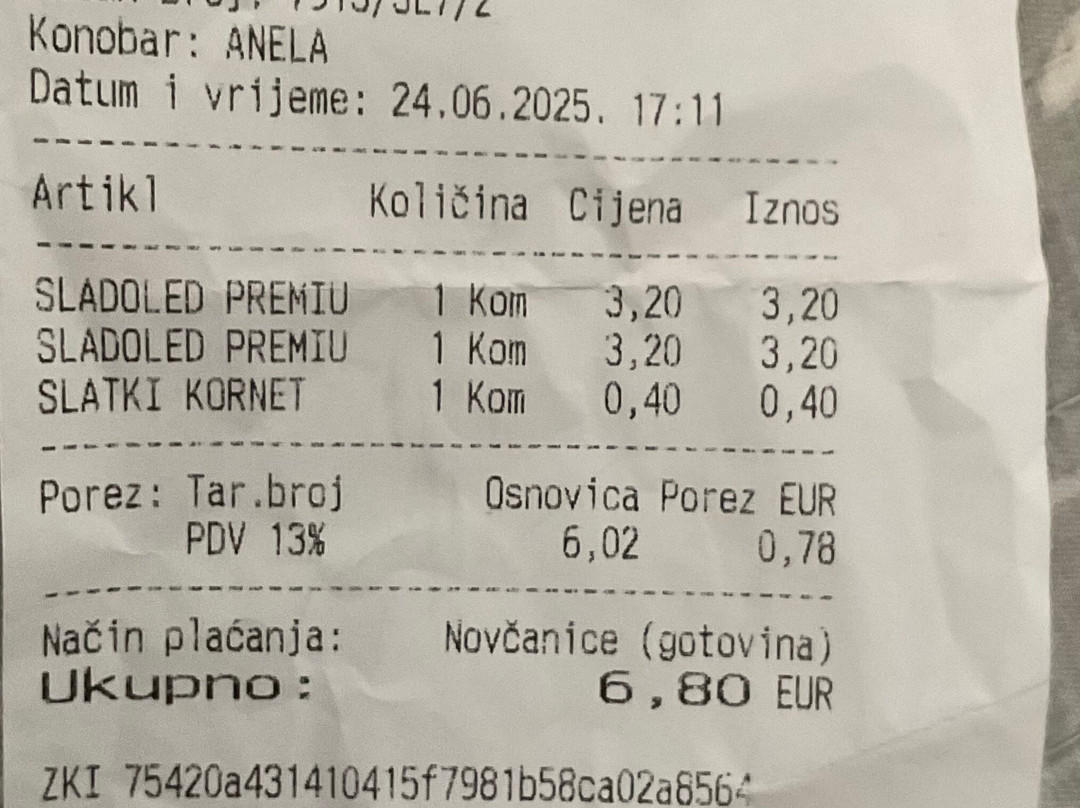 Konobar: ANELA
Datum i vrijeme: 24.06.2025. 17:11
Artikl Količina Cijena Iznos
SLADOLED PREMIU 1 Kom 3,20 3,20
SLADOLED PREMIU 1 Kom 3,20 3,20
SLATKI KORNET 1 Kom 0,40 0,40
Porez: Tar.broj Osnovica Porez EUR
PDV 13% 6,02 0,78
Način plaćanja: Novčanice (gotovina)
Ukupno: 6,80 EUR
ZKI 75420a431410415f7981b58ca02a8564